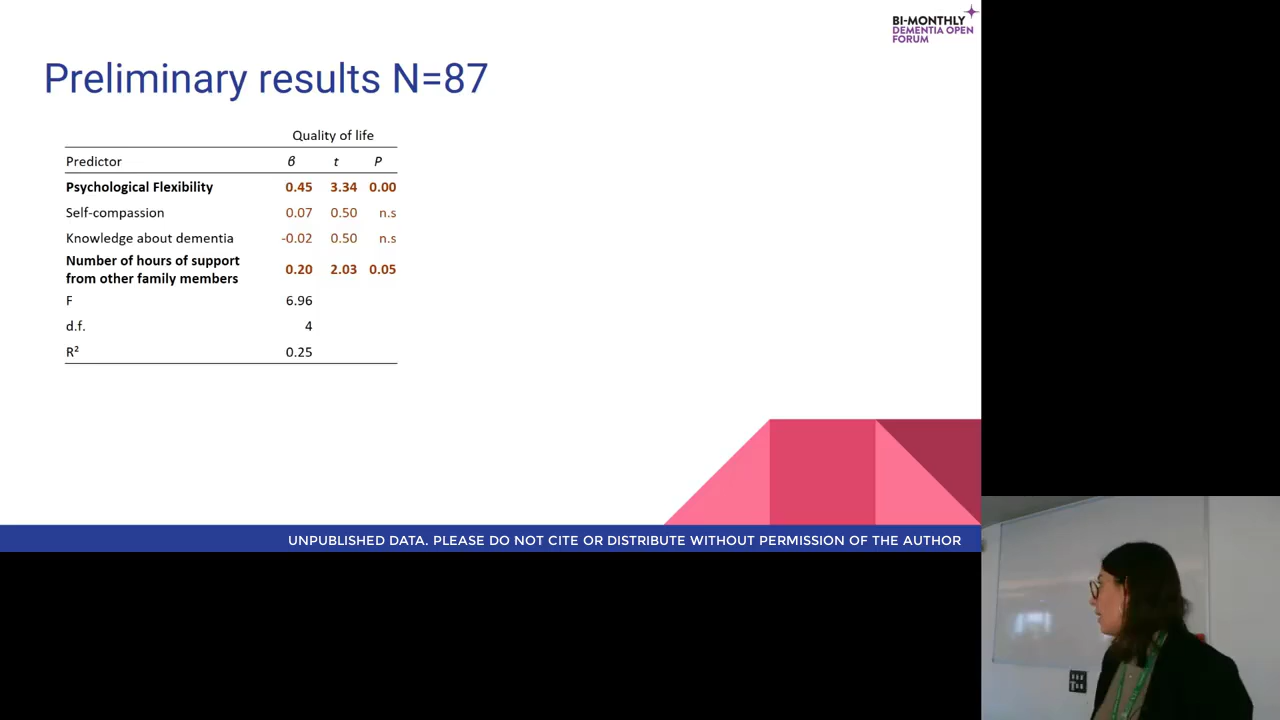 BI-MONTHLY
DEMENTIA OPEN
FORUM
Preliminary results N=87
Quality of life
Predictor β t P
Psychological Flexibility 0.45 3.34 0.00
Self-compassion 0.07 0.50 n.s
Knowledge about dementia -0.02 0.50 n.s
Number of hours of support
from other family members 0.20 2.03 0.05
F 6.96
d.f. 4
R² 0.25
UNPUBLISHED DATA. PLEASE DO NOT CITE OR DISTRIBUTE WITHOUT PERMISSION OF THE AUTHOR